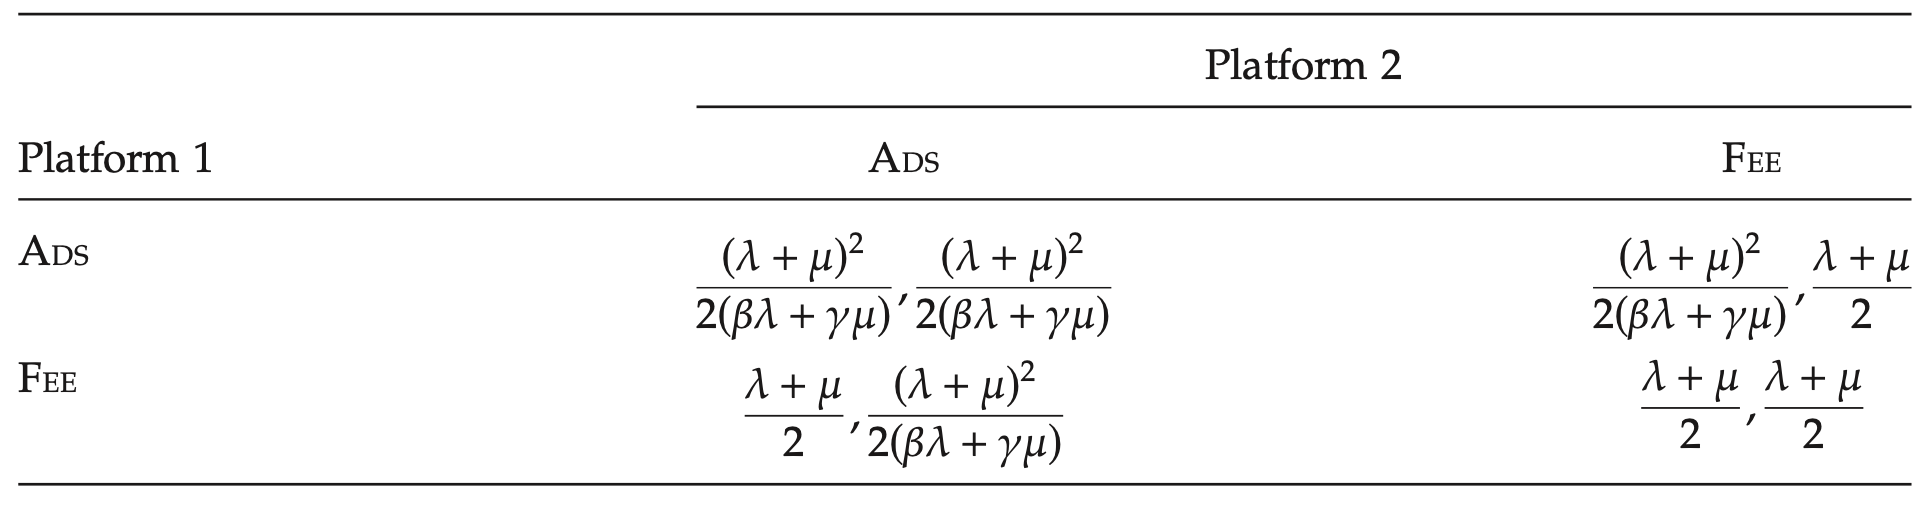 Platform 2
Platform 1 ADS FEE
ADS (λ + μ)² / 2(βλ + γμ), (λ + μ)² / 2(βλ + γμ) (λ + μ)² / 2(βλ + γμ), λ + μ / 2
FEE λ + μ / 2, (λ + μ)² / 2(βλ + γμ) λ + μ / 2, λ + μ / 2